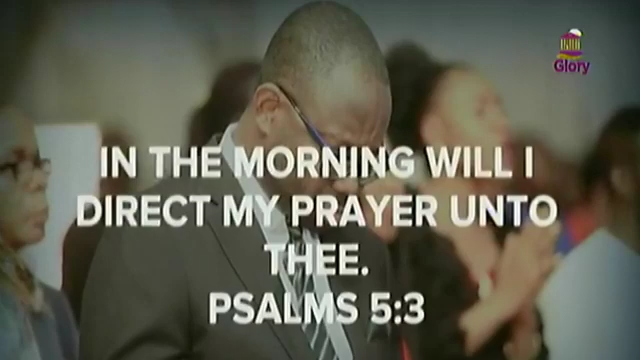 Glory
IN THE MORNING WILL I
DIRECT MY PRAYER UNTO
THEE.
PSALMS 5:3